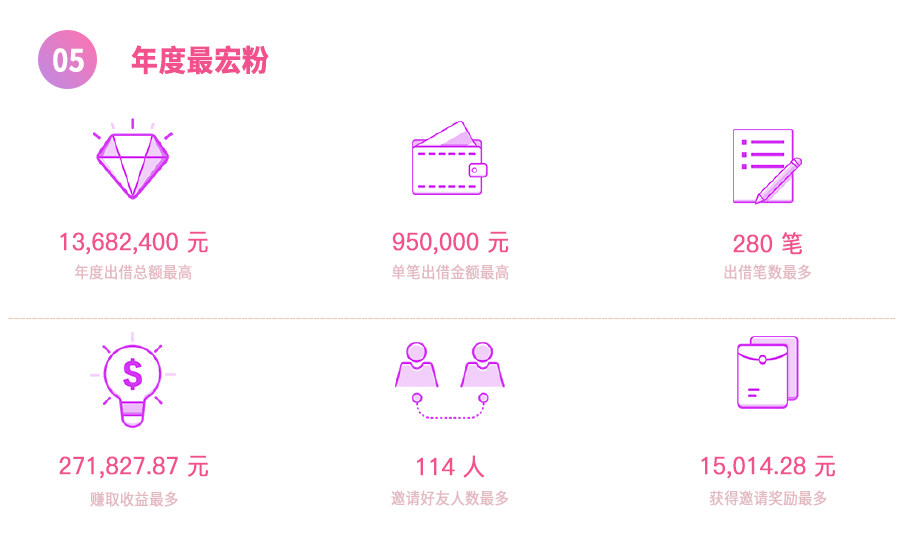 05 年度最宏粉
13,682,400 元
950,000 元
280 笔
年度出借总额最高
单笔出借金额最高
出借笔数最多
$
271,827.87 元
114 人
15,014.28 元
赚取收益最多
邀请好友人数最多
获得邀请奖励最多